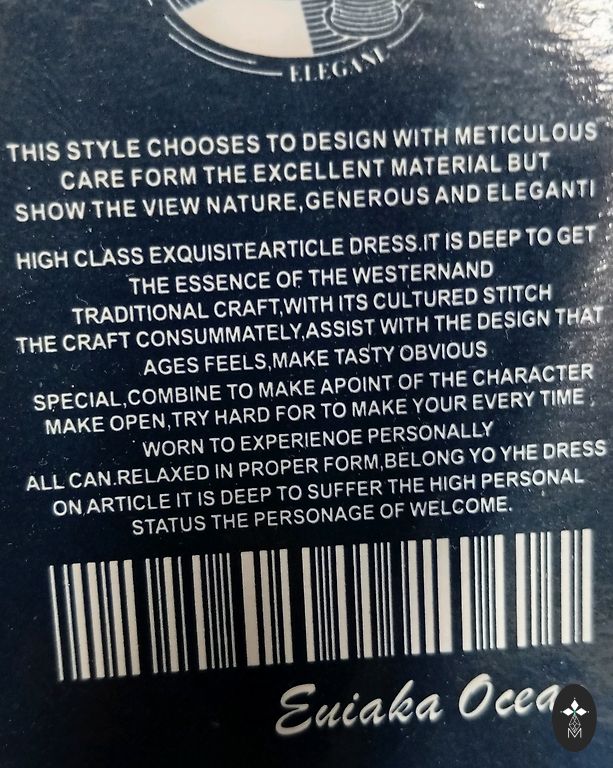 ELEGANT
THIS STYLE CHOOSES TO DESIGN WITH METICULOUS
CARE FORM THE EXCELLENT MATERIAL BUT
SHOW THE VIEW NATURE,GENEROUS AND ELEGANTI
HIGH CLASS EXQUISITEARTICLE DRESS.IT IS DEEP TO GET
THE ESSENCE OF THE WESTERNAND
TRADITIONAL CRAFT,WITH ITS CULTURED STITCH
THE CRAFT CONSUMMATELY,ASSIST WITH THE DESIGN THAT
AGES FEELS,MAKE TASTY OBVIOUS
SPECIAL,COMBINE TO MAKE APOINT OF THE CHARACTER
MAKE OPEN,TRY HARD FOR TO MAKE YOUR EVERY TIME .
WORN TO EXPERIENOE PERSONALLY
ALL CAN.RELAXED IN PROPER FORM,BELONG YO YHE DRESS
ON ARTICLE IT IS DEEP TO SUFFER THE HIGH PERSONAL
STATUS THE PERSONAGE OF WELCOME.
Euiaka Ocea
M